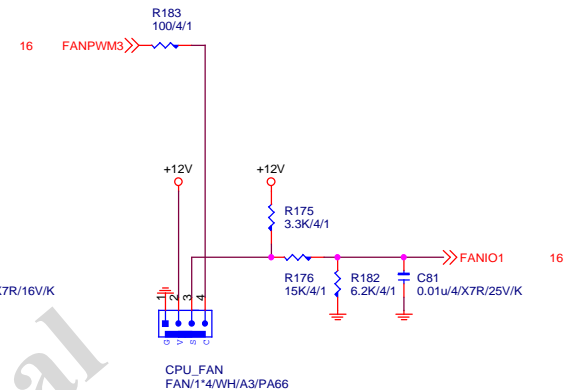 R183
100/4/1
16 FANPWM3
+12V +12V
R175
3.3K/4/1
FANIO1 16
R176 R182 C81
15K/4/1 6.2K/4/1 0.01u/4/X7R/25V/K
7R/16V/K
1 2 3 4
G V S C
CPU_FAN
FAN/1*4/WH/A3/PA66
al